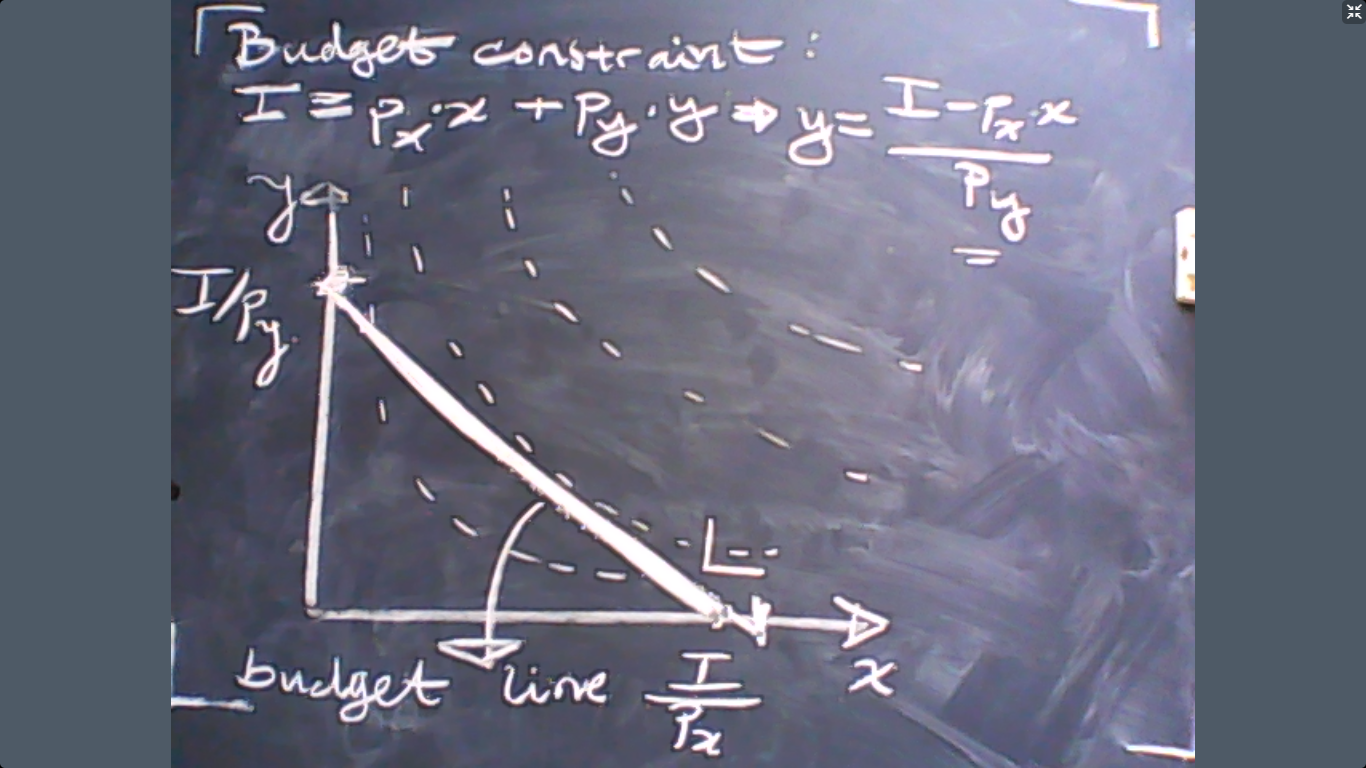 Budget constraint:
I ≡ Px·x + Py·y ⇒ y = (I − Px·x) / Py
y
I/Py
L
x
budget line
I/Px